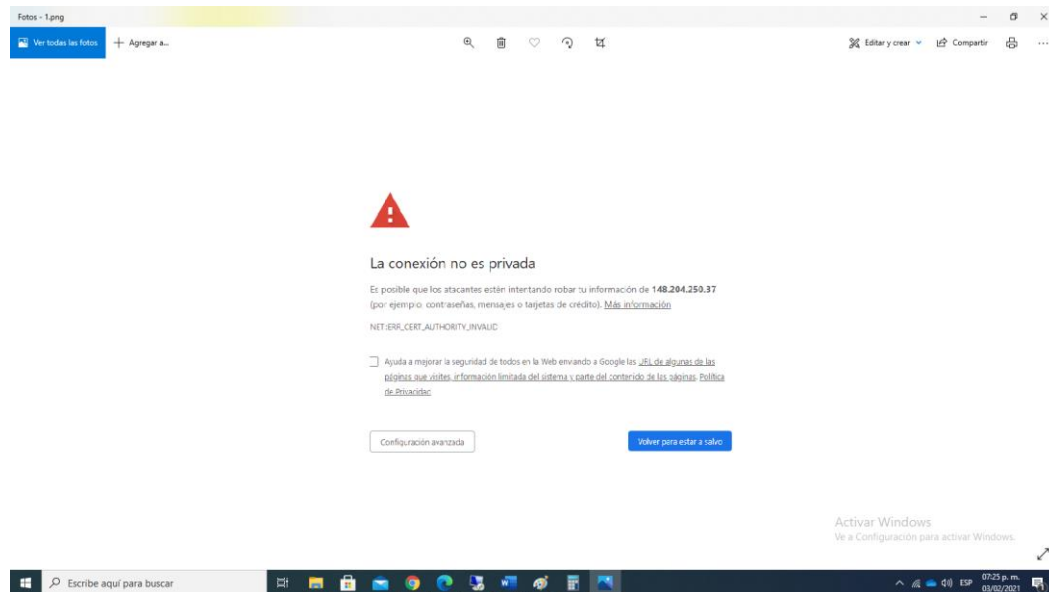 Fotos - 1.png
Ver todas las fotos
Agregar a...
Editar y crear
Compartir
La conexión no es privada
Es posible que los atacantes estén intentando robar tu información de 148.204.250.37
(por ejemplo, contraseñas, mensajes o tarjetas de crédito). Más información
NET::ERR_CERT_AUTHORITY_INVALID
Ayuda a mejorar la seguridad de todos en la Web enviando a Google las URL de algunas de las
páginas que visites, información limitada del sistema y parte del contenido de las páginas. Política
de Privacidad
Configuración avanzada
Volver para estar a salvo
Activar Windows
Ve a Configuración para activar Windows.
Escribe aquí para buscar
ESP
07:25 p. m.
03/02/2021